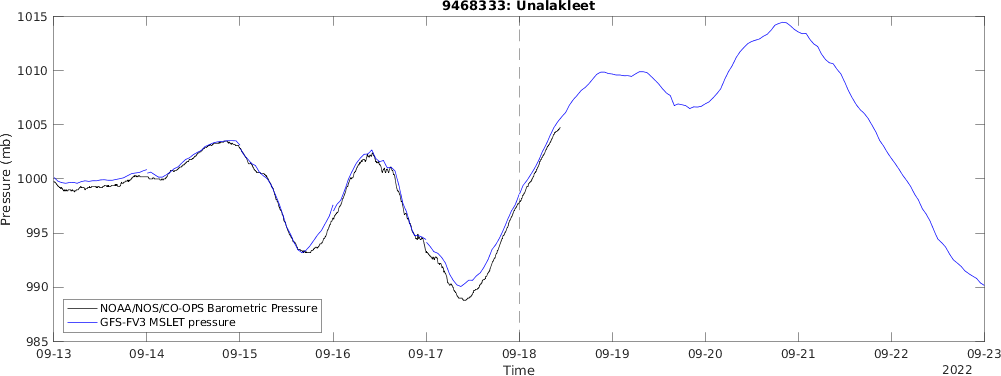 9468333: Unalakleet
1015
1010
1005
1000
995
990
985
Pressure (mb)
NOAA/NOS/CO-OPS Barometric Pressure
GFS-FV3 MSLET pressure
09-13 09-14 09-15 09-16 09-17 09-18 09-19 09-20 09-21 09-22 09-23
Time
2022